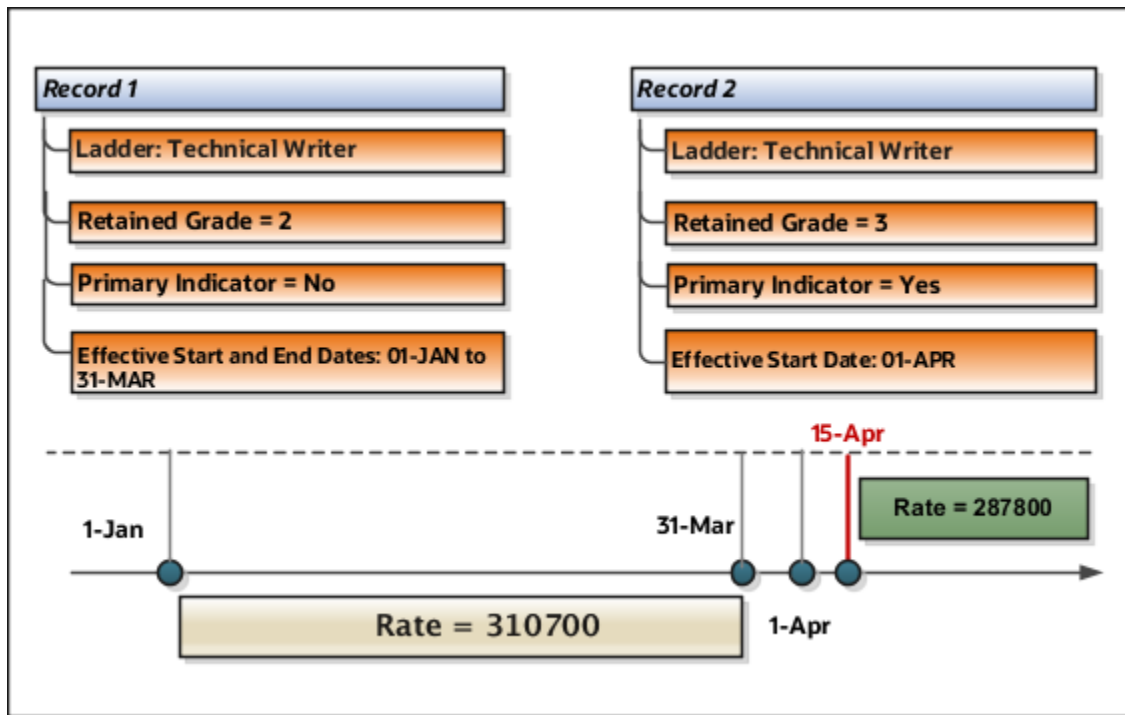 Record 1
Ladder: Technical Writer
Retained Grade = 2
Primary Indicator = No
Effective Start and End Dates: 01-JAN to
31-MAR
Record 2
Ladder: Technical Writer
Retained Grade = 3
Primary Indicator = Yes
Effective Start Date: 01-APR
15-Apr
Rate = 287800
1-Jan
31-Mar
Rate = 310700
1-Apr